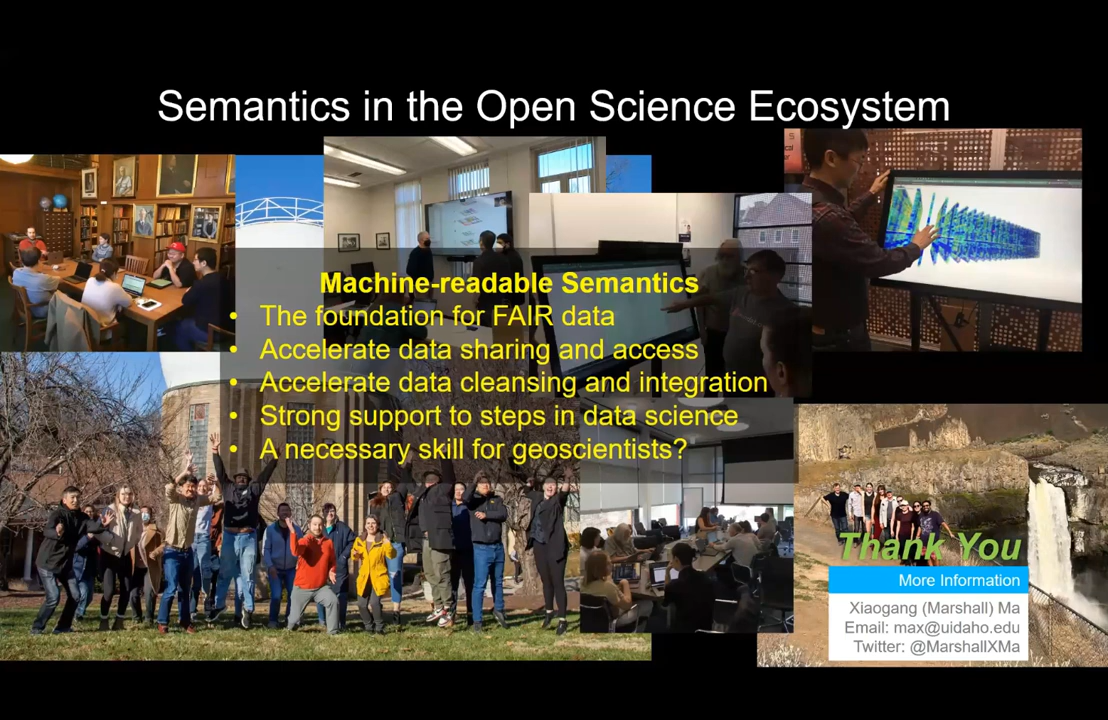 Semantics in the Open Science Ecosystem
Machine-readable Semantics
• The foundation for FAIR data
• Accelerate data sharing and access
• Accelerate data cleansing and integration
• Strong support to steps in data science
• A necessary skill for geoscientists?
Thank You
More Information
Xiaogang (Marshall) Ma
Email: max@uidaho.edu
Twitter: @MarshallXMa